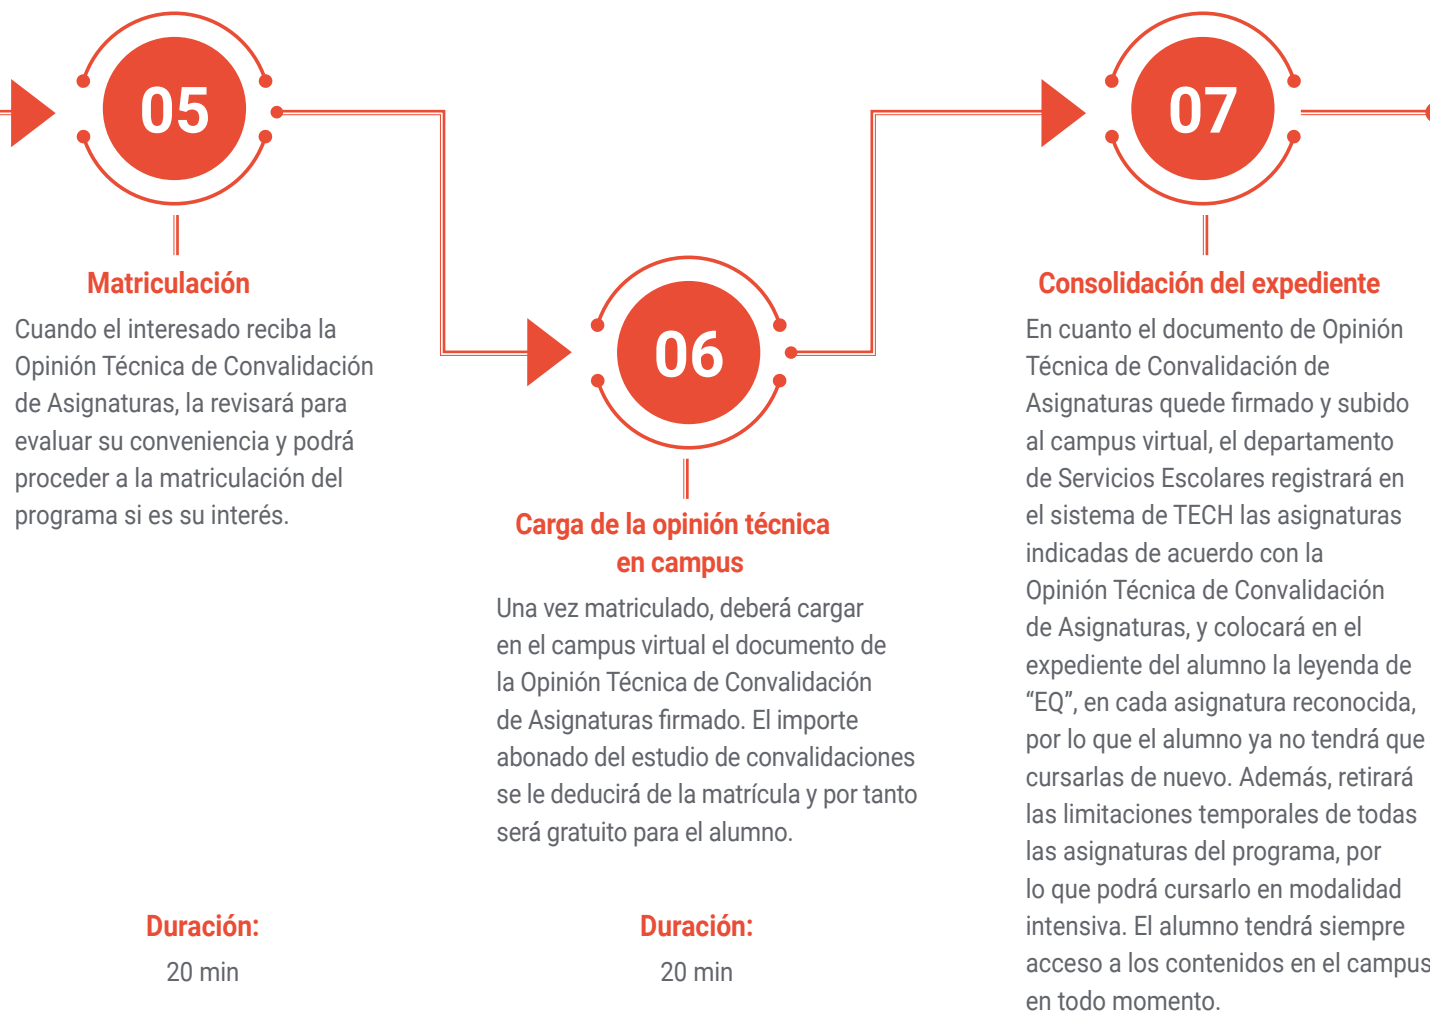 05
Matriculación
Cuando el interesado reciba la
Opinión Técnica de Convalidación
de Asignaturas, la revisará para
evaluar su conveniencia y podrá
proceder a la matriculación del
programa si es su interés.
Duración:
20 min
06
Carga de la opinión técnica
en campus
Una vez matriculado, deberá cargar
en el campus virtual el documento de
la Opinión Técnica de Convalidación
de Asignaturas firmado. El importe
abonado del estudio de convalidaciones
se le deducirá de la matrícula y por tanto
será gratuito para el alumno.
Duración:
20 min
07
Consolidación del expediente
En cuanto el documento de Opinión
Técnica de Convalidación de
Asignaturas quede firmado y subido
al campus virtual, el departamento
de Servicios Escolares registrará en
el sistema de TECH las asignaturas
indicadas de acuerdo con la
Opinión Técnica de Convalidación
de Asignaturas, y colocará en el
expediente del alumno la leyenda de
“EQ”, en cada asignatura reconocida,
por lo que el alumno ya no tendrá que
cursarlas de nuevo. Además, retirará
las limitaciones temporales de todas
las asignaturas del programa, por
lo que podrá cursarlo en modalidad
intensiva. El alumno tendrá siempre
acceso a los contenidos en el campus
en todo momento.